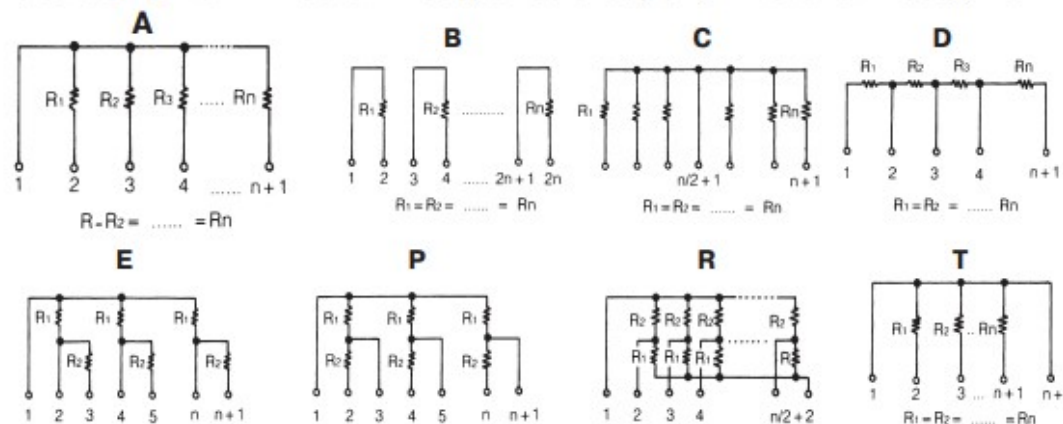 A
R1 R2 R3 ..... Rn
1 2 3 4 ...... n+1
R=R2= ...... =Rn
B
R1 R2 .......... Rn
1 2 3 4 ...... 2n+1 2n
R1=R2= ...... = Rn
C
R1 Rn
n/2+1 n+1
R1=R2= ...... = Rn
D
R1 R2 R3 Rn
1 2 3 4 n+1
R1=R2= ...... Rn
E
R1 R1 R1
R2 R2 R2
1 2 3 4 5 n n+1
P
R1 R1 R1
R2 R2 R2
1 2 3 4 5 n n+1
R
R2 R2 R2 R2
R1 R1 R1
1 2 3 4 n/2+2
T
R1 R2 .. Rn
1 2 3 ... n+1 n+
R1=R2= ...... =Rn